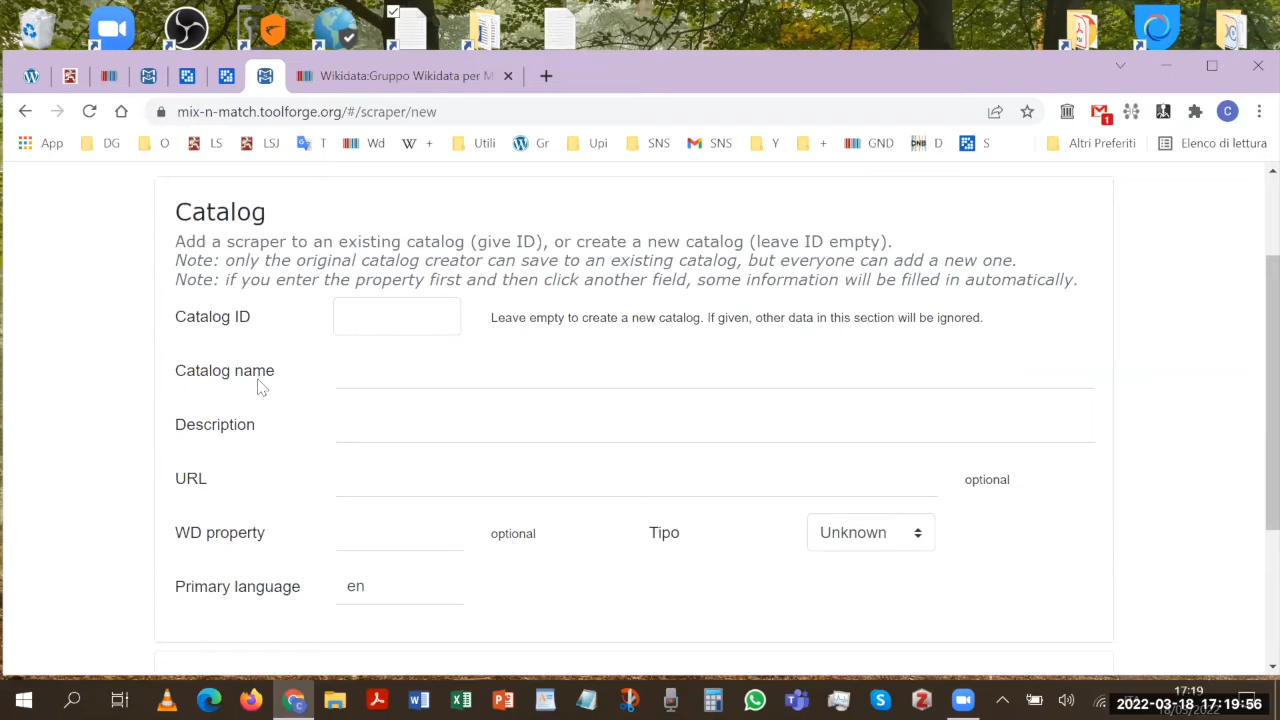 Wikidata:Gruppo Wikidata per M
mix-n-match.toolforge.org/#/scraper/new
App DG O LS LSJ T Wd + Utili Gr Upi SNS SNS Y + GND D S Altri Preferiti Elenco di lettura
Catalog
Add a scraper to an existing catalog (give ID), or create a new catalog (leave ID empty).
Note: only the original catalog creator can save to an existing catalog, but everyone can add a new one.
Note: if you enter the property first and then click another field, some information will be filled in automatically.
Catalog ID Leave empty to create a new catalog. If given, other data in this section will be ignored.
Catalog name
Description
URL optional
WD property optional Tipo Unknown
Primary language en
17:19
2022-03-18 17:19:56